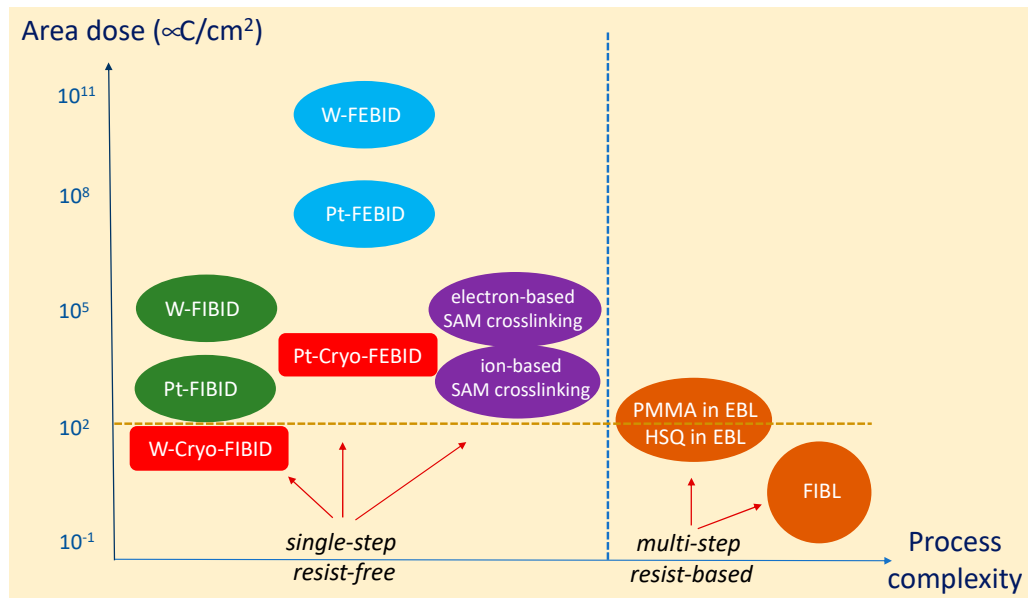 Area dose (∝C/cm²)
10¹¹
W-FEBID
10⁸
Pt-FEBID
10⁵
W-FIBID
electron-based
SAM crosslinking
Pt-Cryo-FEBID
Pt-FIBID
ion-based
SAM crosslinking
10²
W-Cryo-FIBID
PMMA in EBL
HSQ in EBL
FIBL
10⁻¹
single-step
resist-free
multi-step
resist-based
Process
complexity